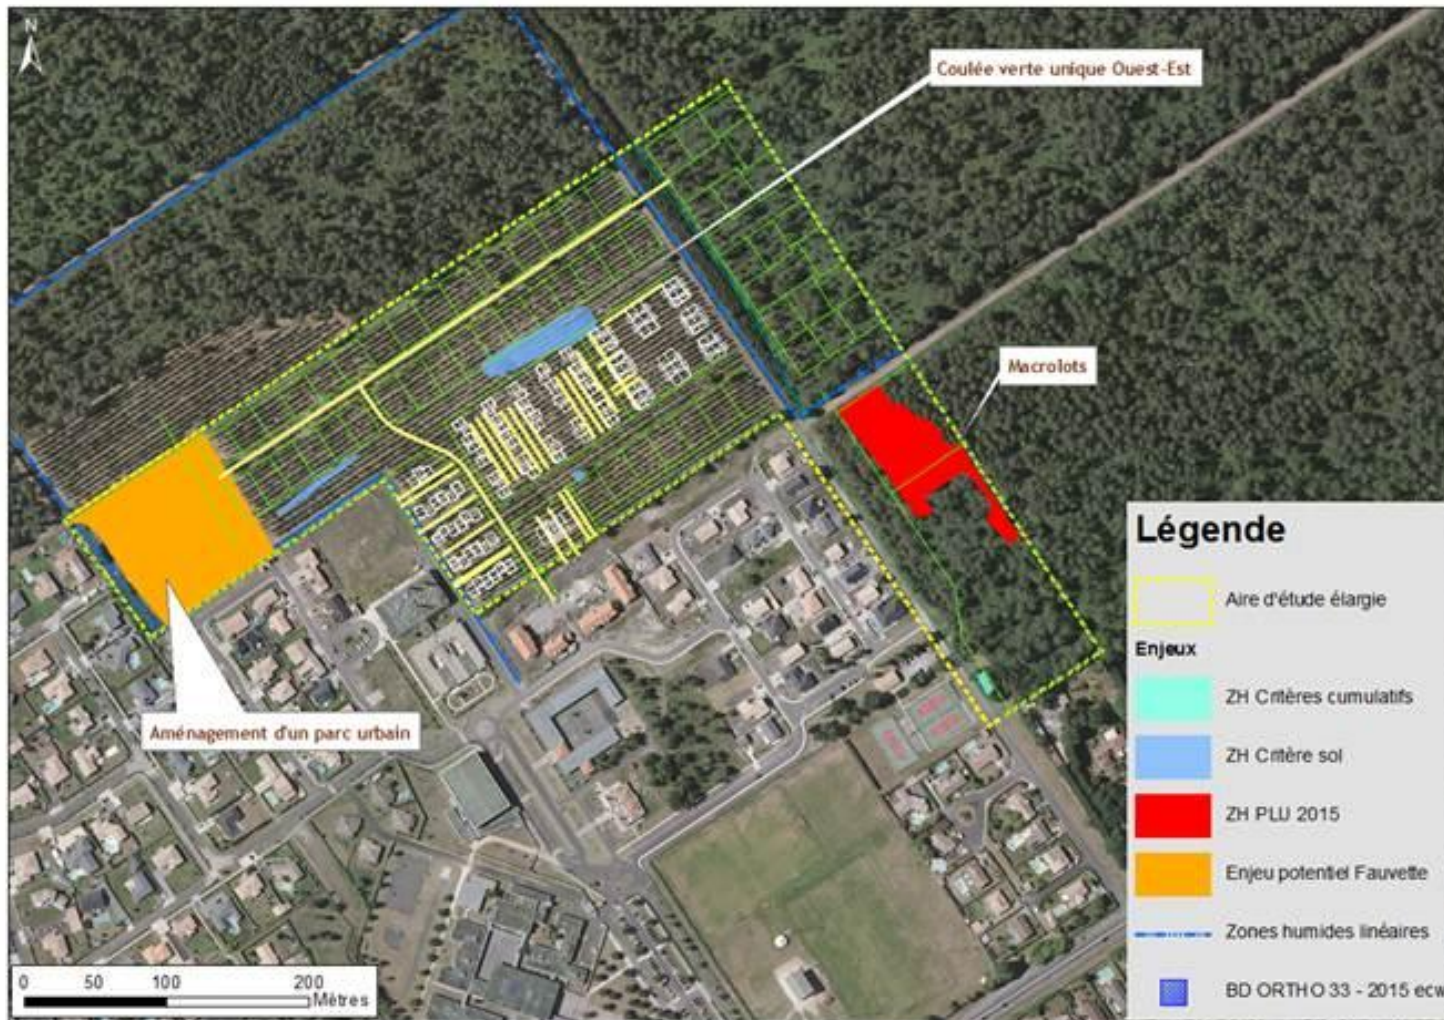 N
Coulée verte unique Ouest-Est
Macrolots
Aménagement d'un parc urbain
0 50 100 200
Mètres
Légende
Aire d'étude élargie
Enjeux
ZH Critères cumulatifs
ZH Critère sol
ZH PLU 2015
Enjeu potentiel Fauvette
Zones humides linéaires
BD ORTHO 33 - 2015 ecw